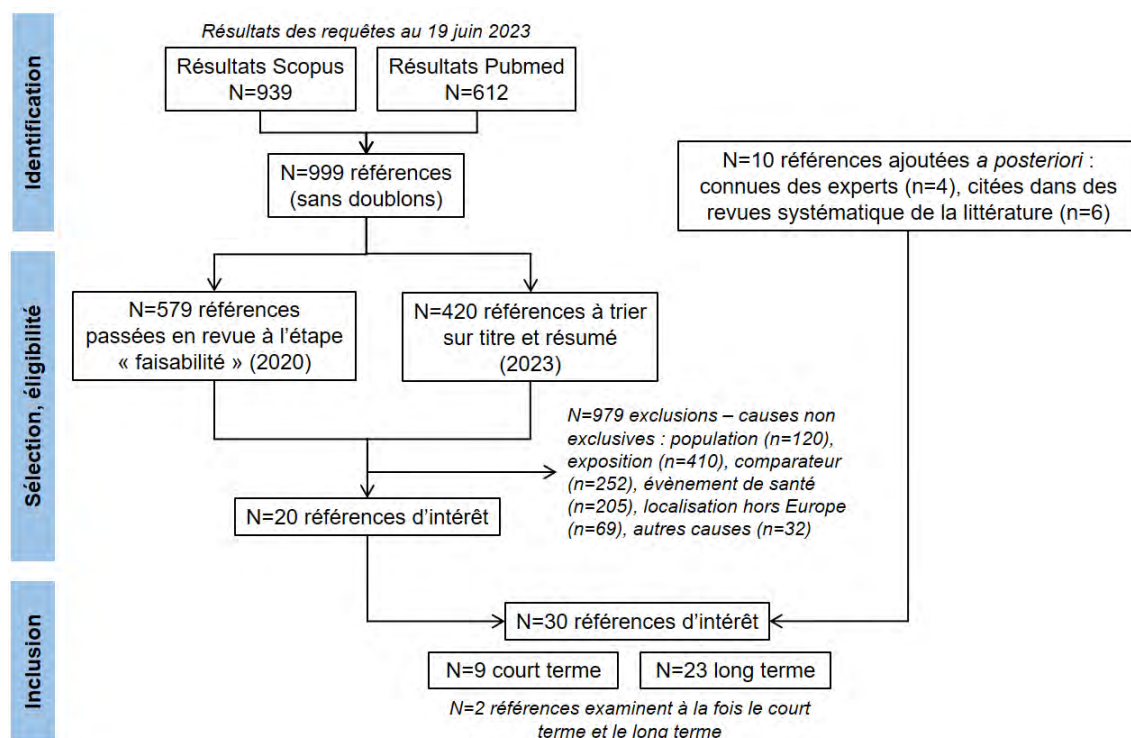 Identification
Résultats des requêtes au 19 juin 2023
Résultats Scopus
N=939
Résultats Pubmed
N=612
N=999 références
(sans doublons)
N=10 références ajoutées a posteriori :
connues des experts (n=4), citées dans des
revues systématique de la littérature (n=6)
Sélection, éligibilité
N=579 références
passées en revue à l'étape
« faisabilité » (2020)
N=420 références à trier
sur titre et résumé
(2023)
N=979 exclusions – causes non
exclusives : population (n=120),
exposition (n=410), comparateur
(n=252), évènement de santé
(n=205), localisation hors Europe
(n=69), autres causes (n=32)
N=20 références d'intérêt
Inclusion
N=30 références d'intérêt
N=9 court terme
N=23 long terme
N=2 références examinent à la fois le court
terme et le long terme